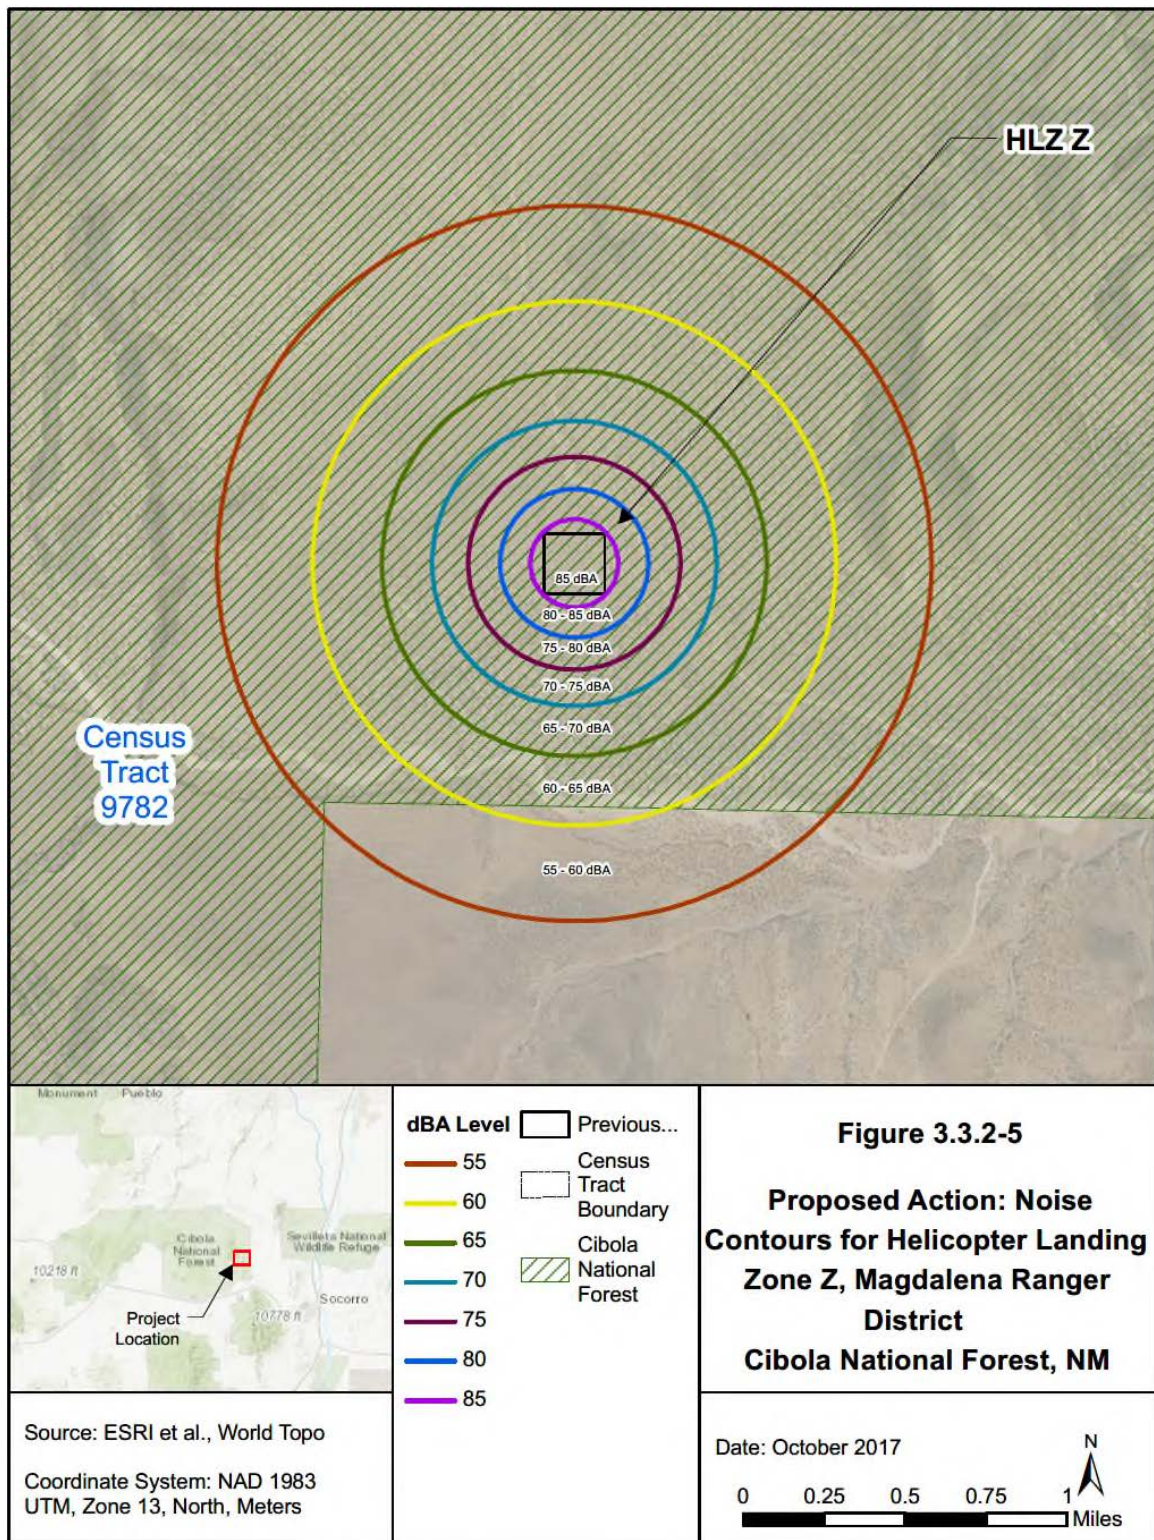 HLZ Z
85 dBA
80 - 85 dBA
75 - 80 dBA
70 - 75 dBA
65 - 70 dBA
60 - 65 dBA
55 - 60 dBA
Census
Tract
9782
Monument Pueblo
Cibola
National
Forest
Sevilleta National
Wildlife Refuge
10218 ft
Socorro
10778 ft
Project
Location
dBA Level
55
60
65
70
75
80
85
Previous...
Census
Tract
Boundary
Cibola
National
Forest
Figure 3.3.2-5
Proposed Action: Noise
Contours for Helicopter Landing
Zone Z, Magdalena Ranger
District
Cibola National Forest, NM
Source: ESRI et al., World Topo
Coordinate System: NAD 1983
UTM, Zone 13, North, Meters
Date: October 2017
N
0 0.25 0.5 0.75 1
Miles